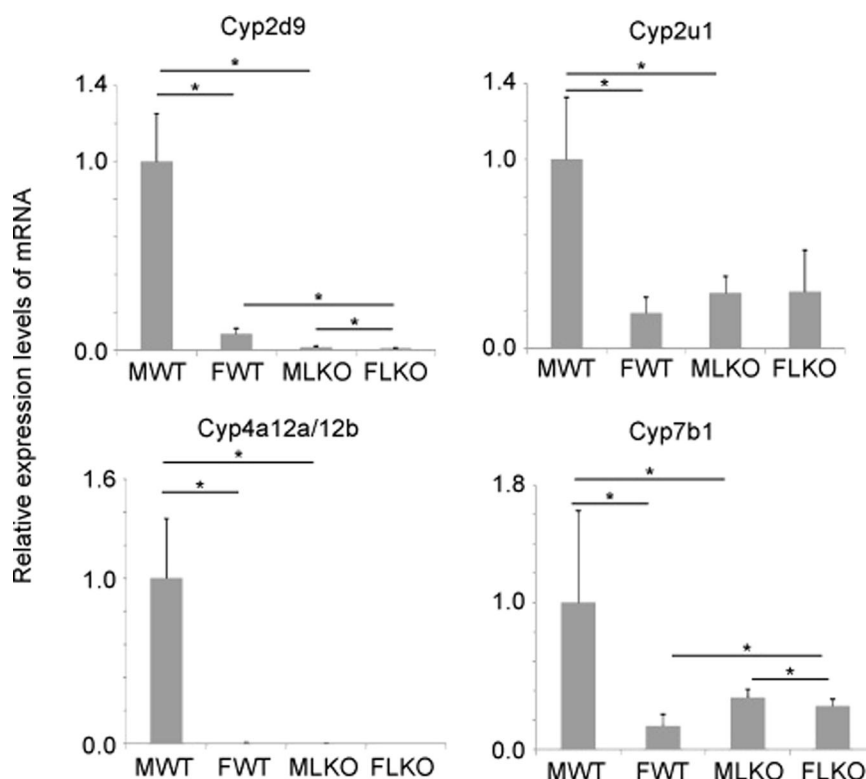 Cyp2d9
*
*
1.4
1.0
*
*
0.0
MWT FWT MLKO FLKO
Cyp2u1
*
*
1.4
1.0
0.0
MWT FWT MLKO FLKO
Relative expression levels of mRNA
Cyp4a12a/12b
*
*
1.6
1.0
0.0
MWT FWT MLKO FLKO
Cyp7b1
*
*
1.8
1.0
*
*
0.0
MWT FWT MLKO FLKO